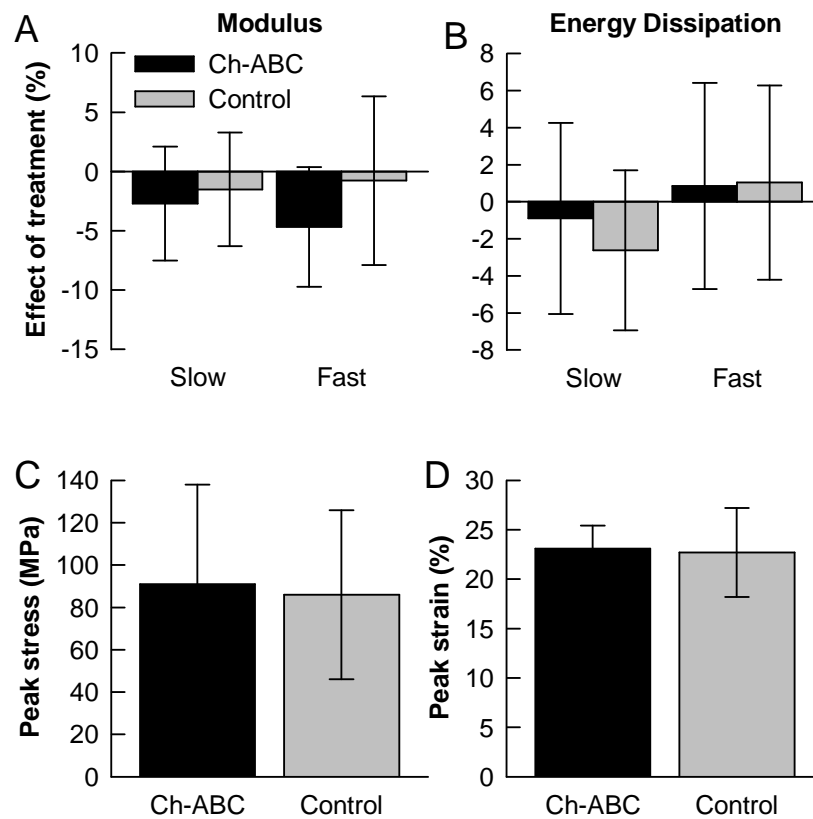 A
Modulus
Effect of treatment (%)
10
5
0
-5
-10
-15
Ch-ABC
Control
Slow
Fast
B
Energy Dissipation
8
6
4
2
0
-2
-4
-6
-8
Slow
Fast
C
Peak stress (MPa)
140
120
100
80
60
40
20
0
Ch-ABC
Control
D
Peak strain (%)
30
25
20
15
10
5
0
Ch-ABC
Control